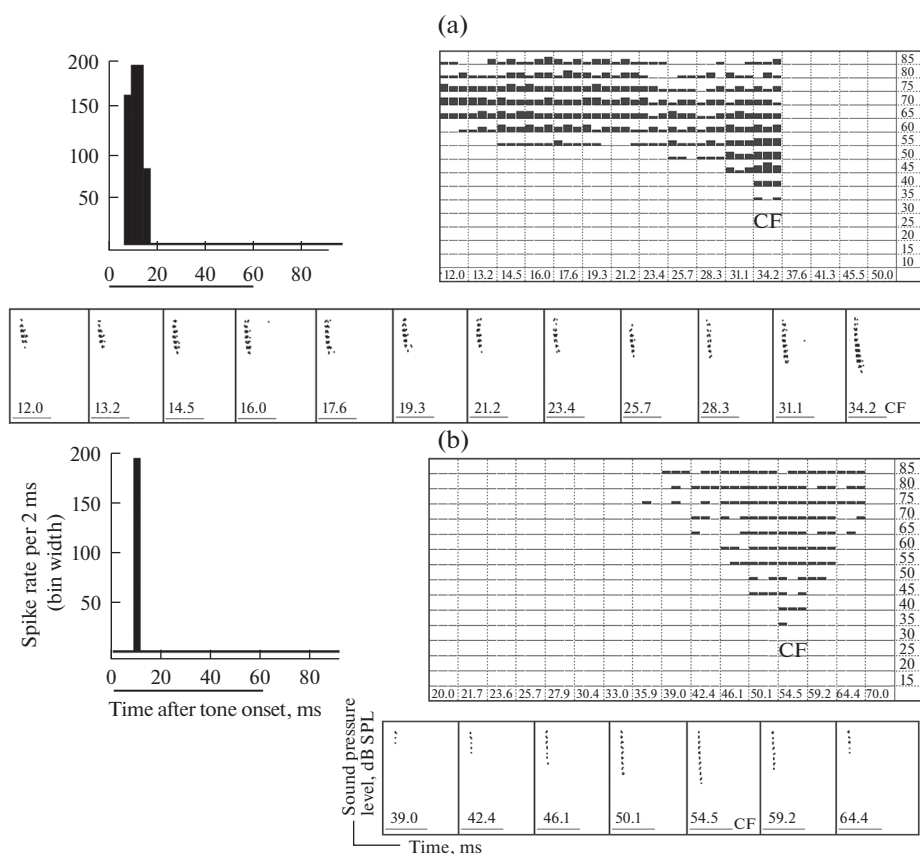 (a)
200
150
100
50
0 20 40 60 80
85
80
75
70
65
60
55
50
45
40
35
30
25
20
15
10
CF
12.0 13.2 14.5 16.0 17.6 19.3 21.2 23.4 25.7 28.3 31.1 34.2 37.6 41.3 45.5 50.0
12.0 13.2 14.5 16.0 17.6 19.3 21.2 23.4 25.7 28.3 31.1 34.2 CF
(b)
Spike rate per 2 ms
(bin width)
200
150
100
50
0 20 40 60 80
Time after tone onset, ms
85
80
75
70
65
60
55
50
45
40
35
30
25
20
15
CF
20.0 21.7 23.6 25.7 27.9 30.4 33.0 35.9 39.0 42.4 46.1 50.1 54.5 59.2 64.4 70.0
Sound pressure
level, dB SPL
39.0 42.4 46.1 50.1 54.5 CF 59.2 64.4
Time, ms